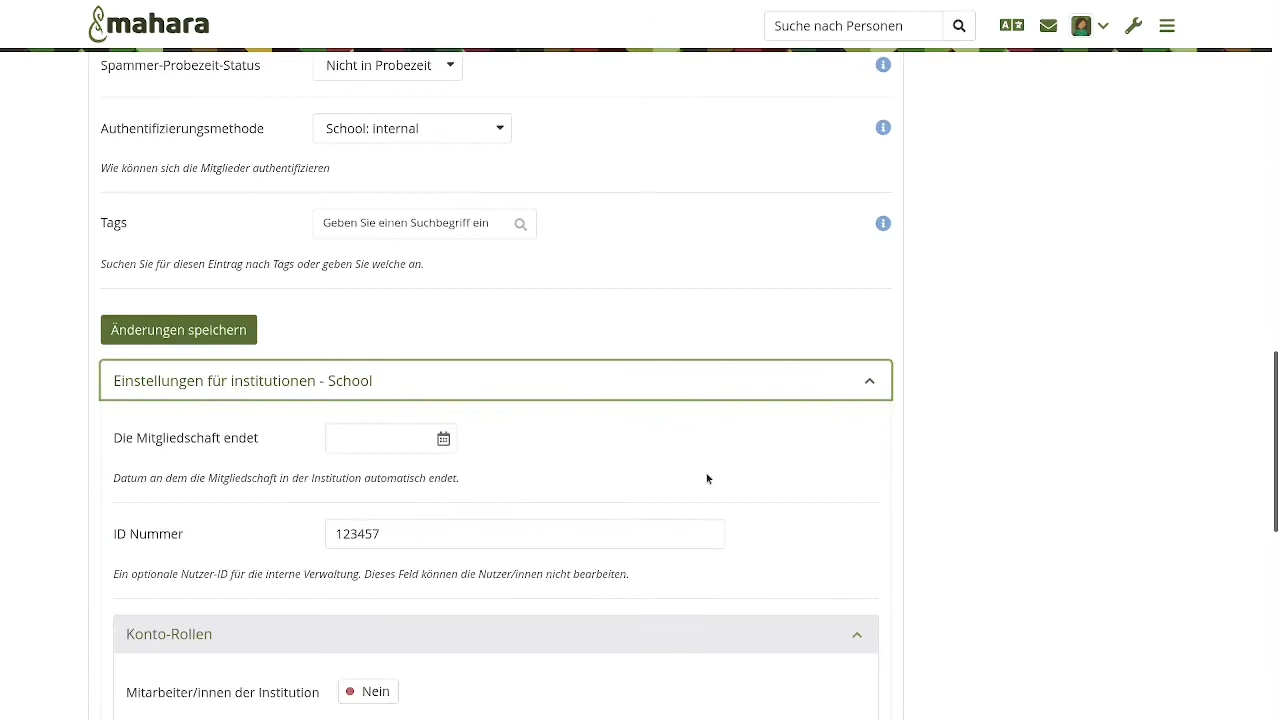 mahara
Suche nach Personen
Spammer-Probezeit-Status
Nicht in Probezeit
Authentifizierungsmethode
School: internal
Wie können sich die Mitglieder authentifizieren
Tags
Geben Sie einen Suchbegriff ein
Suchen Sie für diesen Eintrag nach Tags oder geben Sie welche an.
Änderungen speichern
Einstellungen für institutionen - School
Die Mitgliedschaft endet
Datum an dem die Mitgliedschaft in der Institution automatisch endet.
ID Nummer
123457
Ein optionale Nutzer-ID für die interne Verwaltung. Dieses Feld können die Nutzer/innen nicht bearbeiten.
Konto-Rollen
Mitarbeiter/innen der Institution
Nein